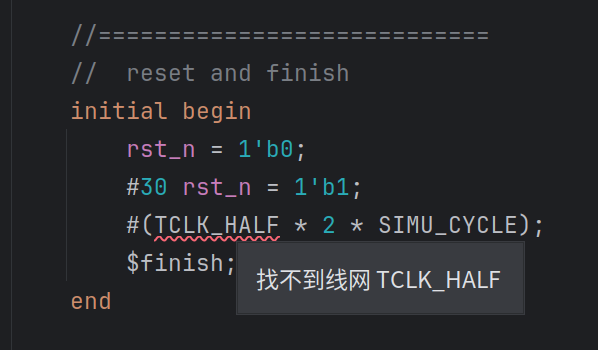 //============================
//  reset and finish
initial begin
    rst_n = 1'b0;
    #30 rst_n = 1'b1;
    #(TCLK_HALF * 2 * SIMU_CYCLE);
    $finish;
找不到线网 TCLK_HALF
end